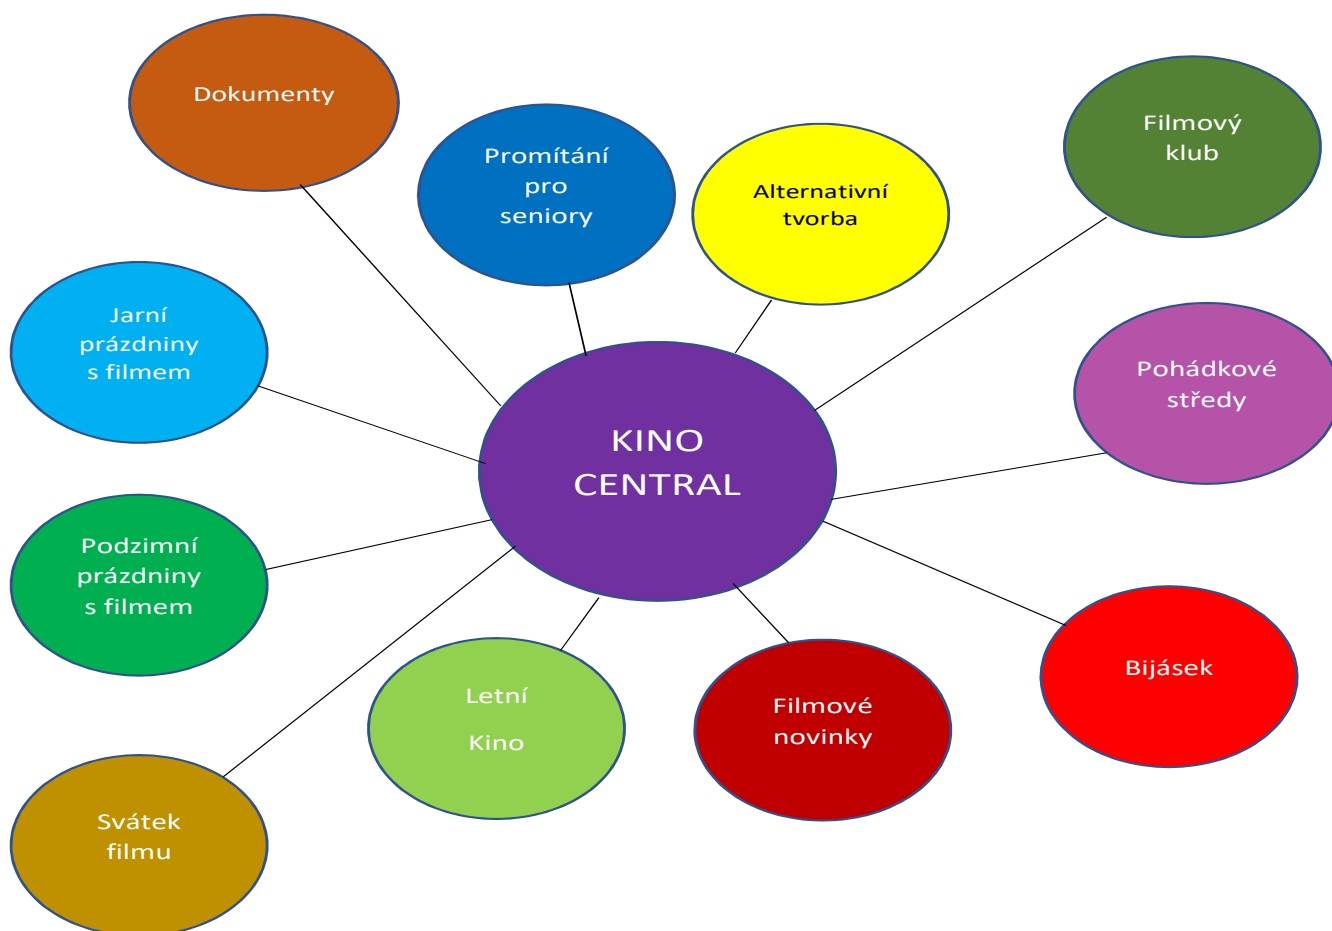 Dokumenty
Promítání
pro
seniory
Alternativní
tvorba
Filmový
klub
Jarní
prázdniny
s filmem
Pohádkové
středy
KINO
CENTRAL
Podzimní
prázdniny
s filmem
Bijásek
Letní
Kino
Filmové
novinky
Svátek
filmu